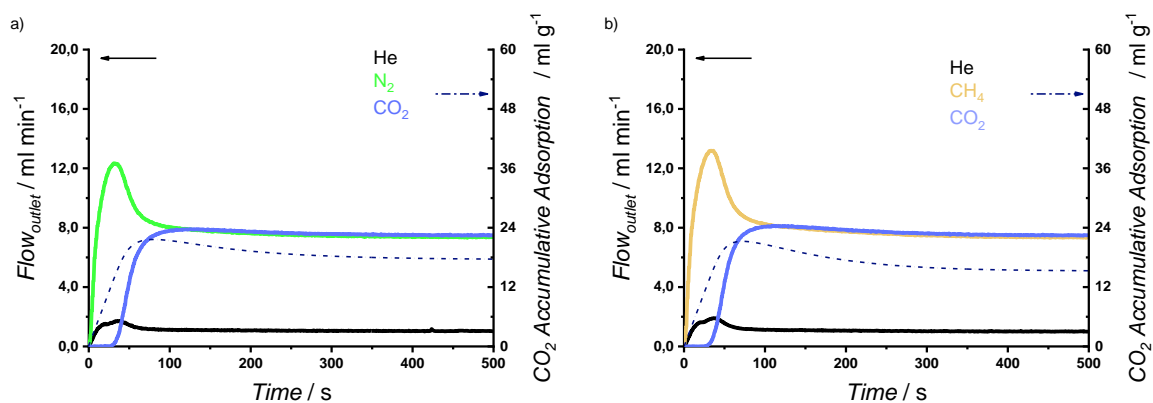 a)
20,0
16,0
12,0
8,0
4,0
0,0
Flow_outlet / ml min⁻¹
He
N₂
CO₂
60
48
36
24
12
0
CO₂ Accumulative Adsorption / ml g⁻¹
0 100 200 300 400 500
Time / s
b)
20,0
16,0
12,0
8,0
4,0
0,0
Flow_outlet / ml min⁻¹
He
CH₄
CO₂
60
48
36
24
12
0
CO₂ Accumulative Adsorption / ml g⁻¹
0 100 200 300 400 500
Time / s